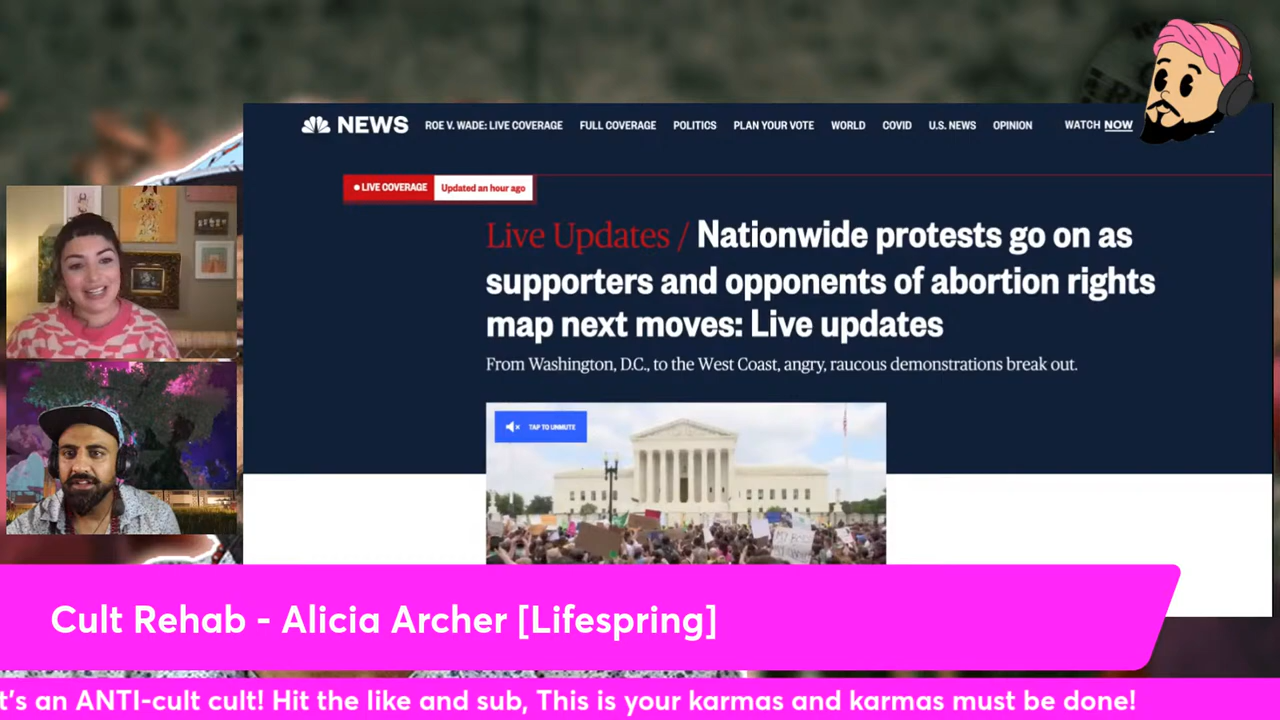 NEWS ROE V. WADE: LIVE COVERAGE FULL COVERAGE POLITICS PLAN YOUR VOTE WORLD COVID U.S. NEWS OPINION WATCH NOW
LIVE COVERAGE Updated an hour ago
Live Updates / Nationwide protests go on as
supporters and opponents of abortion rights
map next moves: Live updates
From Washington, D.C., to the West Coast, angry, raucous demonstrations break out.
TAP TO UNMUTE
MY BODY
Cult Rehab - Alicia Archer [Lifespring]
t's an ANTI-cult cult! Hit the like and sub, This is your karmas and karmas must be done!